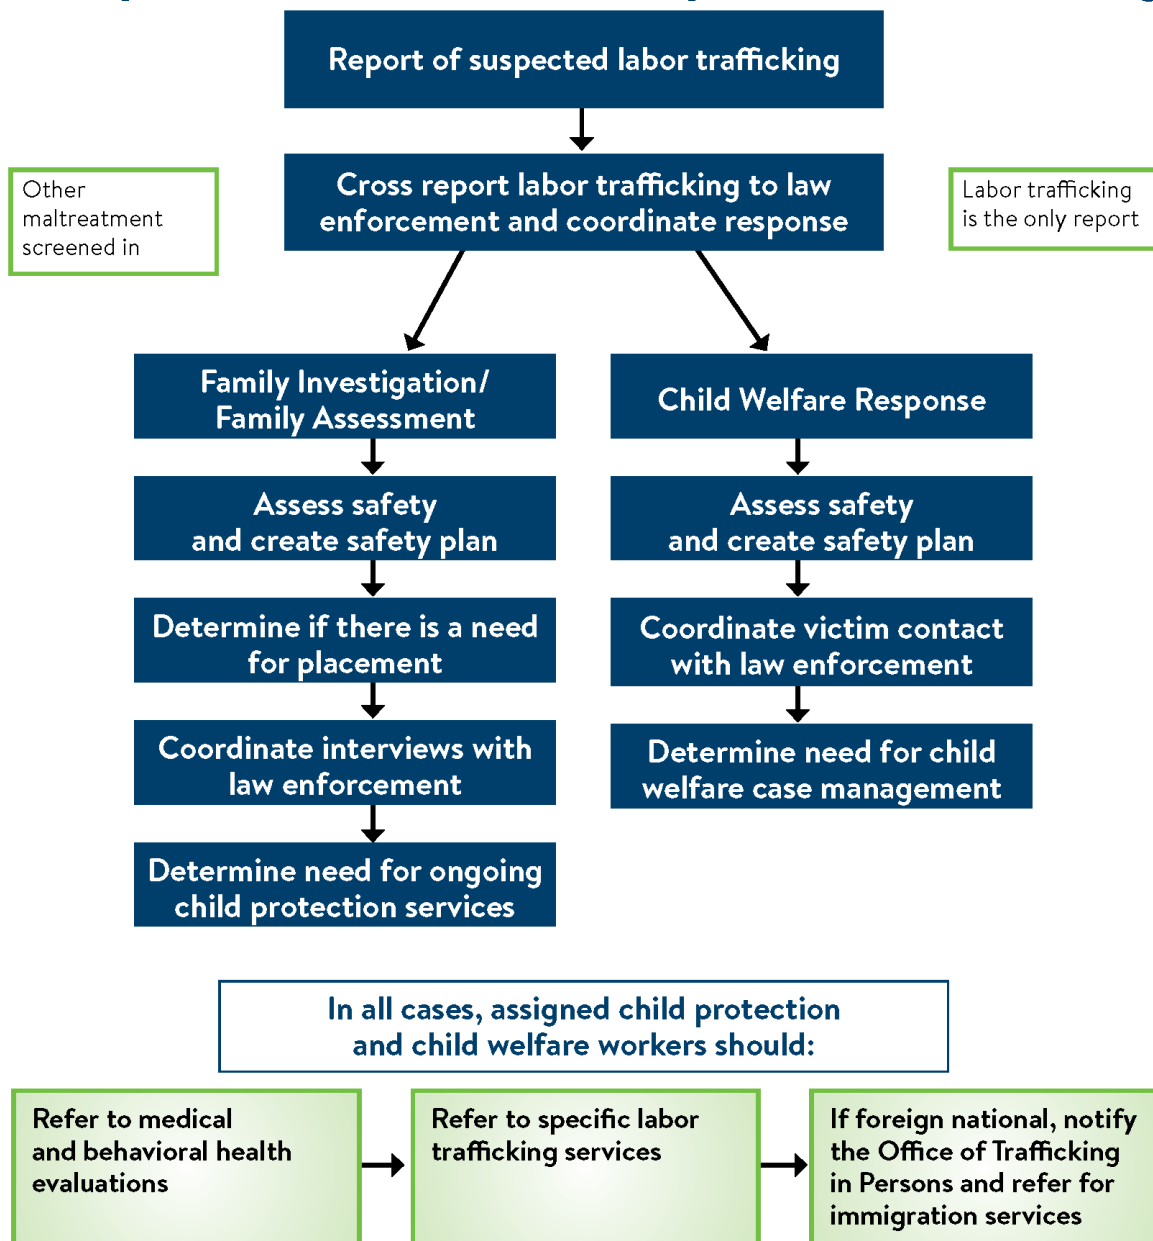 Report of suspected labor trafficking
Cross report labor trafficking to law
enforcement and coordinate response
Other
maltreatment
screened in
Labor trafficking
is the only report
Family Investigation/
Family Assessment
Assess safety
and create safety plan
Determine if there is a need
for placement
Coordinate interviews with
law enforcement
Determine need for ongoing
child protection services
Child Welfare Response
Assess safety
and create safety plan
Coordinate victim contact
with law enforcement
Determine need for child
welfare case management
In all cases, assigned child protection
and child welfare workers should:
Refer to medical
and behavioral health
evaluations
Refer to specific labor
trafficking services
If foreign national, notify
the Office of Trafficking
in Persons and refer for
immigration services